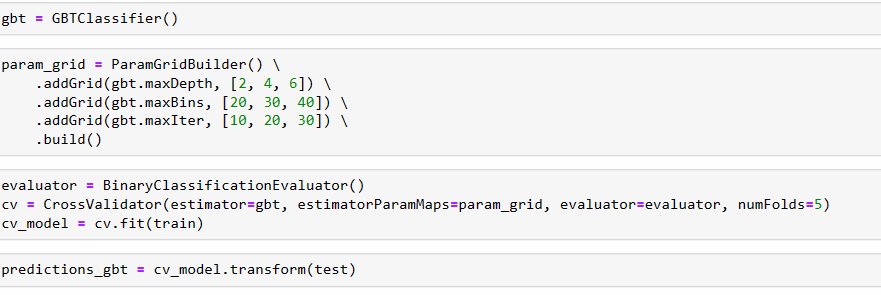 gbt = GBTClassifier()
param_grid = ParamGridBuilder() \
    .addGrid(gbt.maxDepth, [2, 4, 6]) \
    .addGrid(gbt.maxBins, [20, 30, 40]) \
    .addGrid(gbt.maxIter, [10, 20, 30]) \
    .build()
evaluator = BinaryClassificationEvaluator()
cv = CrossValidator(estimator=gbt, estimatorParamMaps=param_grid, evaluator=evaluator, numFolds=5)
cv_model = cv.fit(train)
predictions_gbt = cv_model.transform(test)